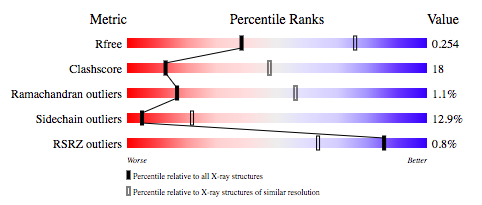 Metric Percentile Ranks Value
Rfree 0.254
Clashscore 18
Ramachandran outliers 1.1%
Sidechain outliers 12.9%
RSRZ outliers 0.8%
Worse Better
Percentile relative to all X-ray structures
Percentile relative to X-ray structures of similar resolution